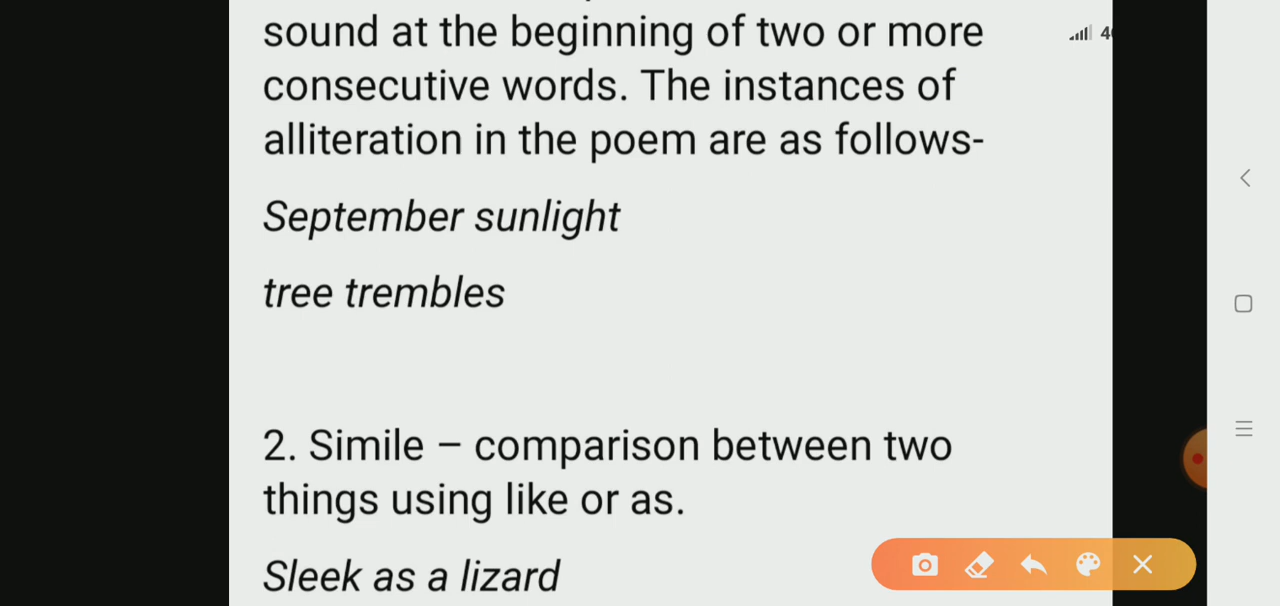 sound at the beginning of two or more
consecutive words. The instances of
alliteration in the poem are as follows-
September sunlight
tree trembles
2. Simile – comparison between two
things using like or as.
Sleek as a lizard